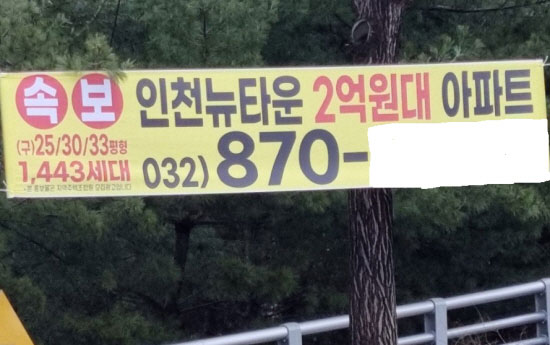 속보 인천뉴타운 2억원대 아파트
(구)25/30/33평형
1,443세대
032) 870-